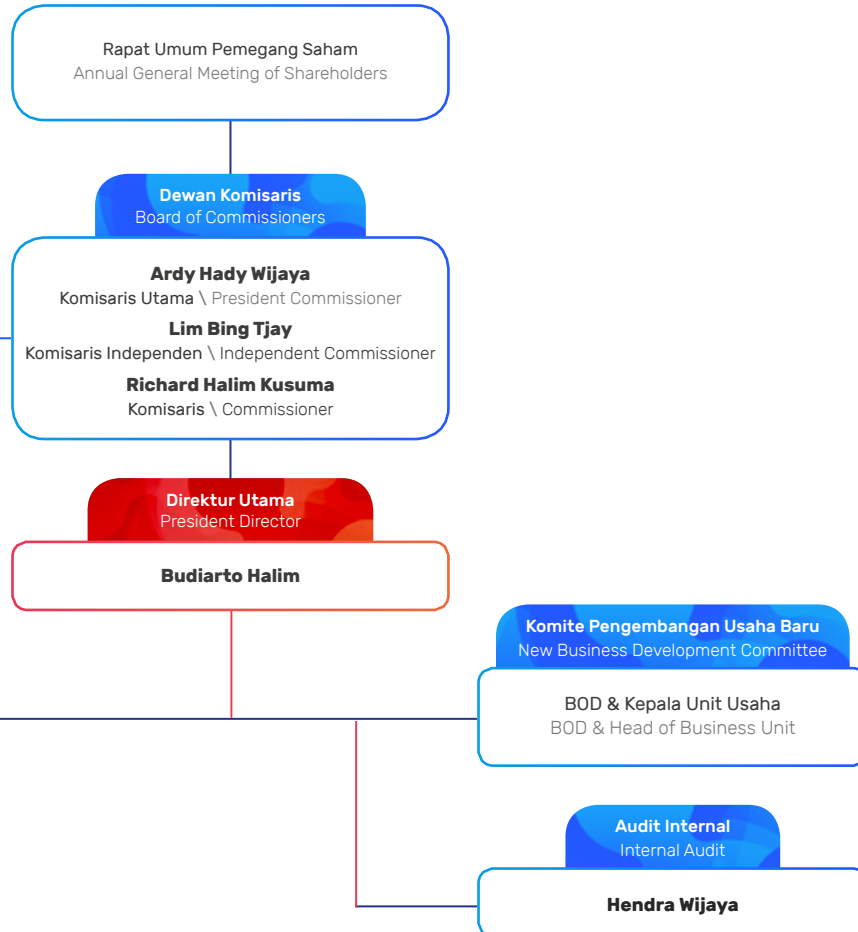 Rapat Umum Pemegang Saham
Annual General Meeting of Shareholders
Dewan Komisaris
Board of Commissioners
Ardy Hady Wijaya
Komisaris Utama \ President Commissioner
Lim Bing Tjay
Komisaris Independen \ Independent Commissioner
Richard Halim Kusuma
Komisaris \ Commissioner
Direktur Utama
President Director
Budiarto Halim
Komite Pengembangan Usaha Baru
New Business Development Committee
BOD & Kepala Unit Usaha
BOD & Head of Business Unit
Audit Internal
Internal Audit
Hendra Wijaya